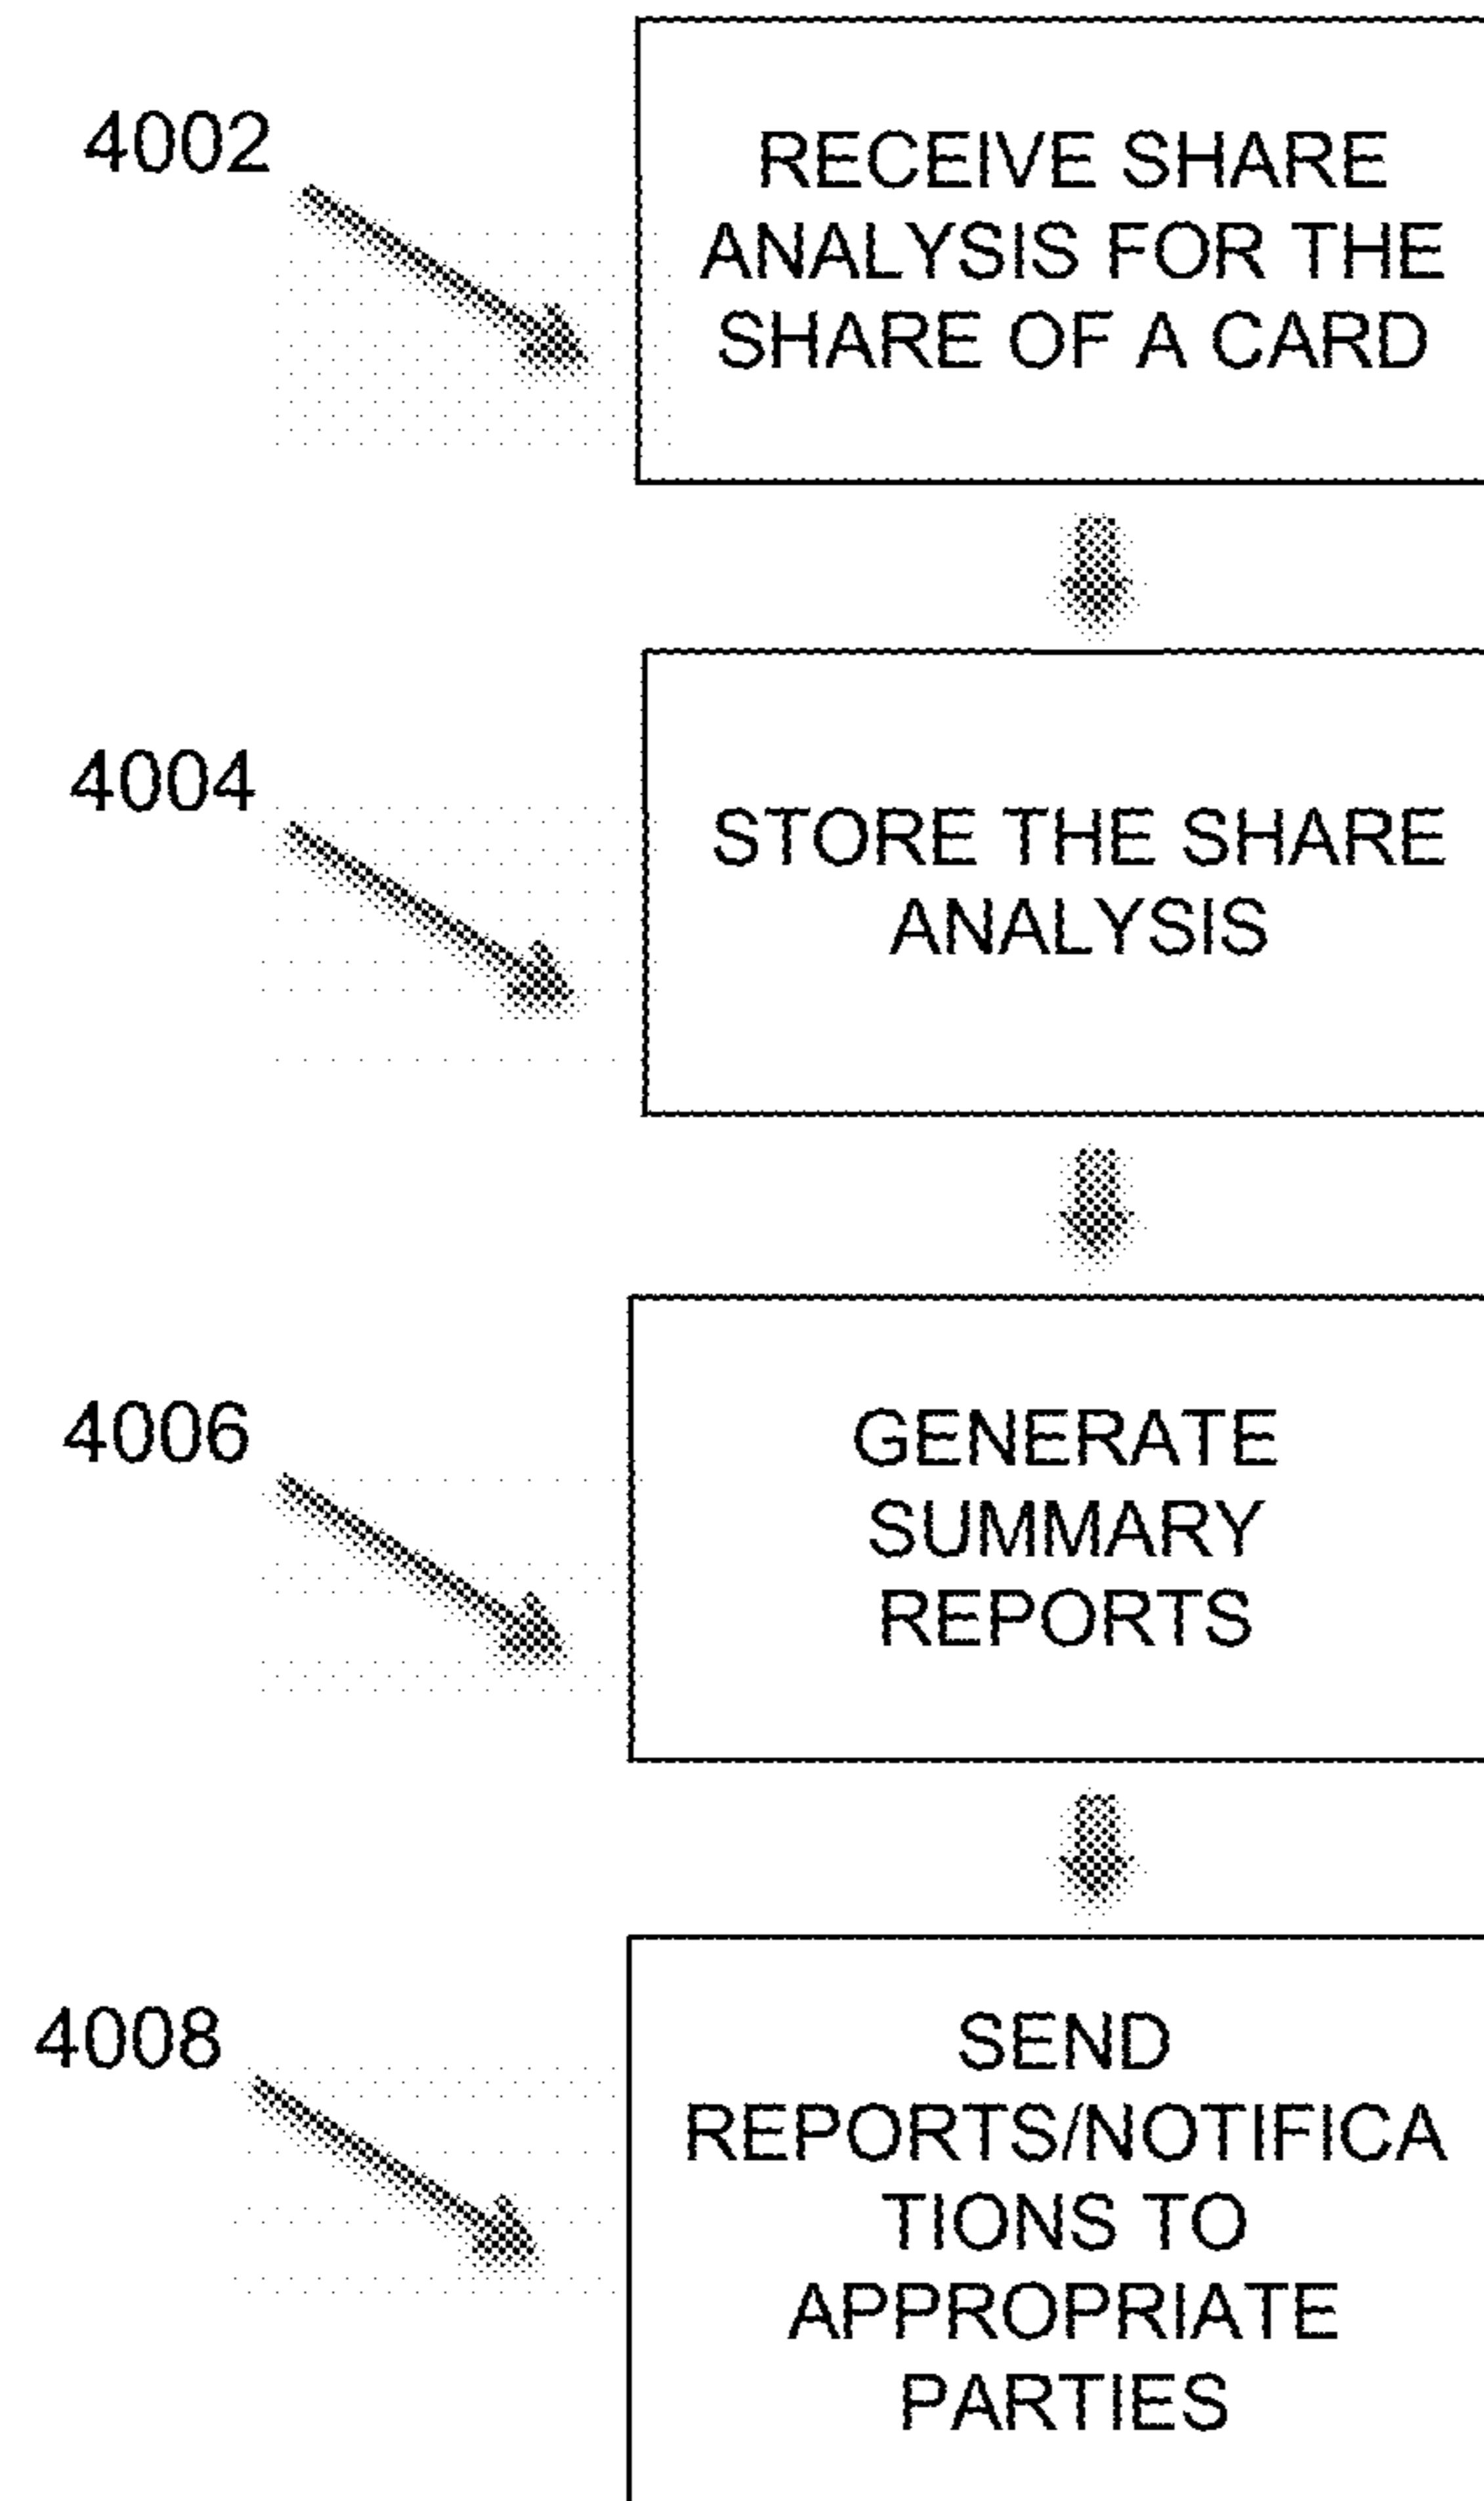 4002
RECEIVE SHARE
ANALYSIS FOR THE
SHARE OF A CARD
4004
STORE THE SHARE
ANALYSIS
4006
GENERATE
SUMMARY
REPORTS
4008
SEND
REPORTS/NOTIFICA
TIONS TO
APPROPRIATE
PARTIES